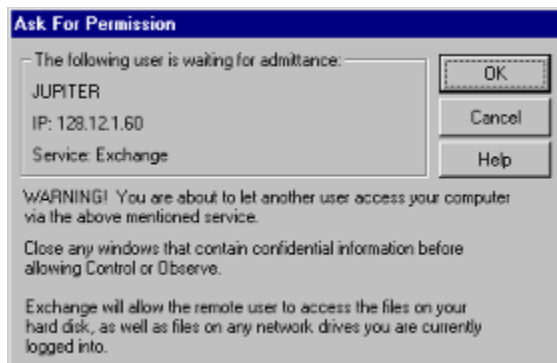 Ask For Permission
The following user is waiting for admittance:
JUPITER
IP: 128.12.1.60
Service: Exchange
OK
Cancel
Help
WARNING! You are about to let another user access your computer
via the above mentioned service.
Close any windows that contain confidential information before
allowing Control or Observe.
Exchange will allow the remote user to access the files on your
hard disk, as well as files on any network drives you are currently
logged into.